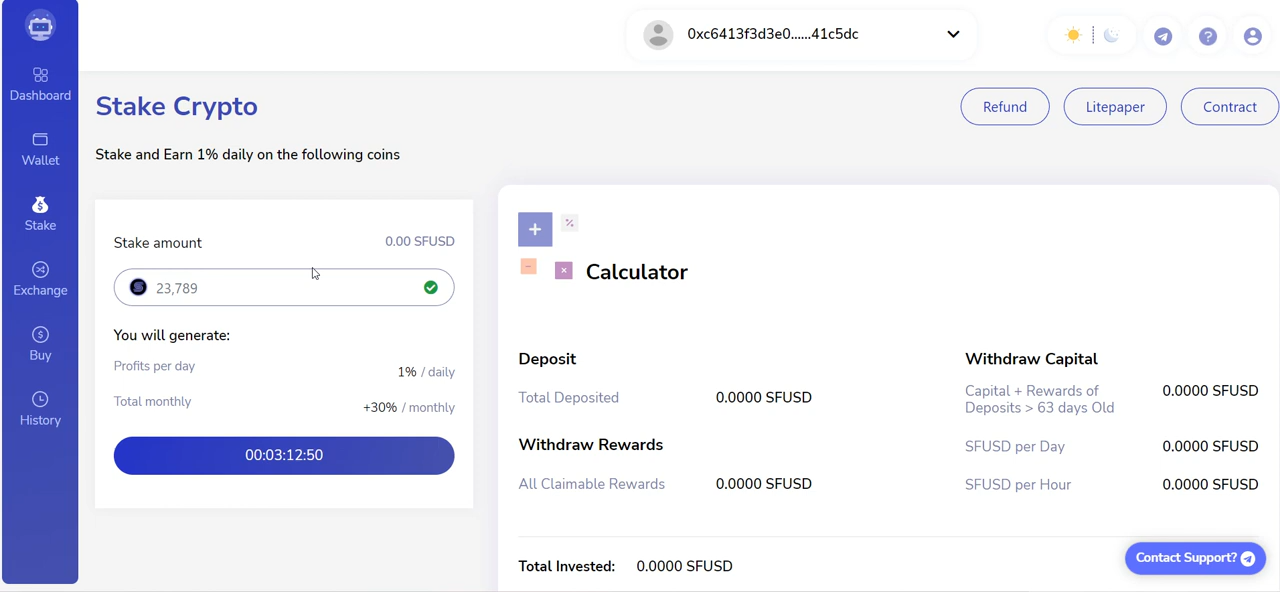 0xc6413f3d3e0......41c5dc
Dashboard
Wallet
Stake
Exchange
Buy
History
Stake Crypto
Refund
Litepaper
Contract
Stake and Earn 1% daily on the following coins
Stake amount
0.00 SFUSD
23,789
You will generate:
Profits per day
1% / daily
Total monthly
+30% / monthly
00:03:12:50
Calculator
Deposit
Total Deposited
0.0000 SFUSD
Withdraw Rewards
All Claimable Rewards
0.0000 SFUSD
Withdraw Capital
Capital + Rewards of
Deposits > 63 days Old
0.0000 SFUSD
SFUSD per Day
0.0000 SFUSD
SFUSD per Hour
0.0000 SFUSD
Total Invested:
0.0000 SFUSD
Contact Support?